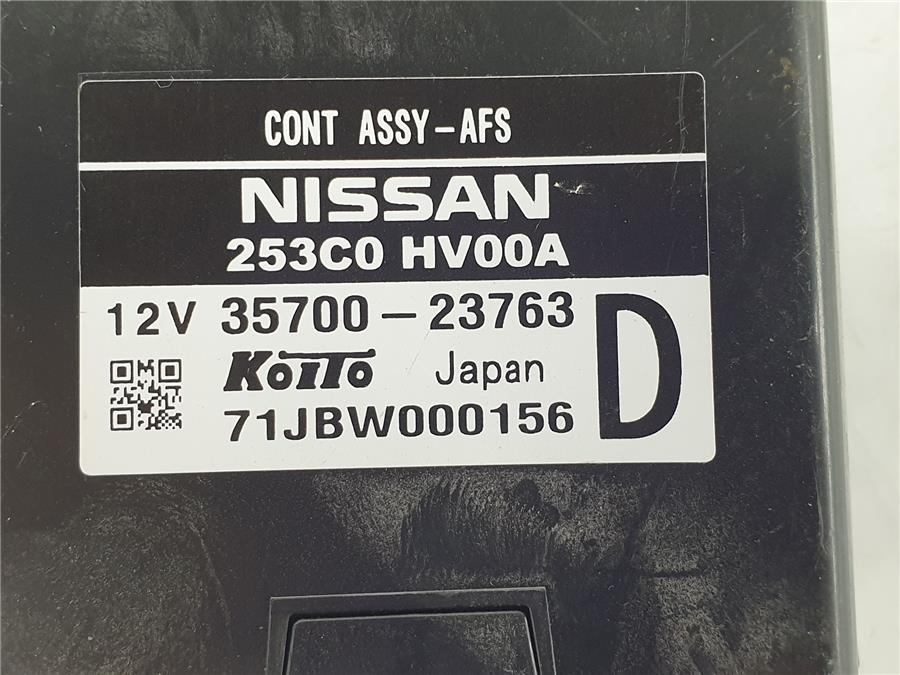 CONT ASSY-AFS
NISSAN
253C0 HV00A
12V 35700-23763 D
KOITO Japan
71JBW000156